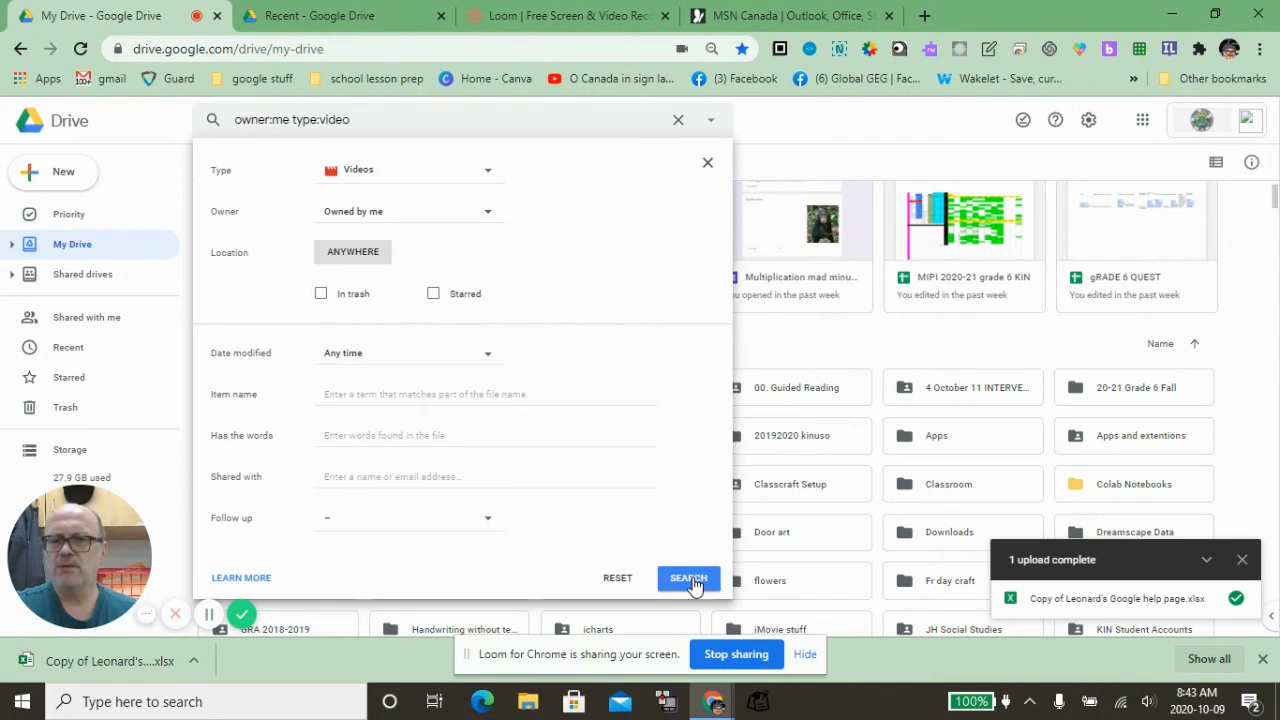 My Drive - Google Drive
Recent - Google Drive
Loom | Free Screen & Video Rec
MSN Canada | Outlook, Office, Sk
drive.google.com/drive/my-drive
Apps
gmail
Guard
google stuff
school lesson prep
Home - Canva
O Canada in sign la...
(3) Facebook
(6) Global GEG | Fac...
Wakelet - Save, cur...
Other bookmarks
Drive
owner:me type:video
New
Type
Videos
Priority
Owner
Owned by me
My Drive
Location
ANYWHERE
Shared drives
In trash
Starred
Multiplication mad minu...
MIPI 2020-21 grade 6 KIN
gRADE 6 QUEST
ou opened in the past week
You edited in the past week
You edited in the past week
Shared with me
Recent
Date modified
Any time
Name
Starred
Item name
Enter a term that matches part of the file name
00. Guided Reading
4 October 11 INTERVE...
20-21 Grade 6 Fall
Trash
Has the words
Enter words found in the file
20192020 kinuso
Apps
Apps and extentions
Storage
27.9 GB used
Shared with
Enter a name or email address...
Classcraft Setup
Classroom
Colab Notebooks
Follow up
–
Door art
Downloads
Dreamscape Data
LEARN MORE
RESET
SEARCH
flowers
Fr day craft
1 upload complete
Copy of Leonard's Google help page.xlsx
GRA 2018-2019
Handwriting without te...
icharts
iMovie stuff
JH Social Studies
KIN Student Accounts
Loom for Chrome is sharing your screen.
Stop sharing
Hide
Copy of Leonard's....xlsx
Show all
Type here to search
100%
8:43 AM
2020-10-09
2